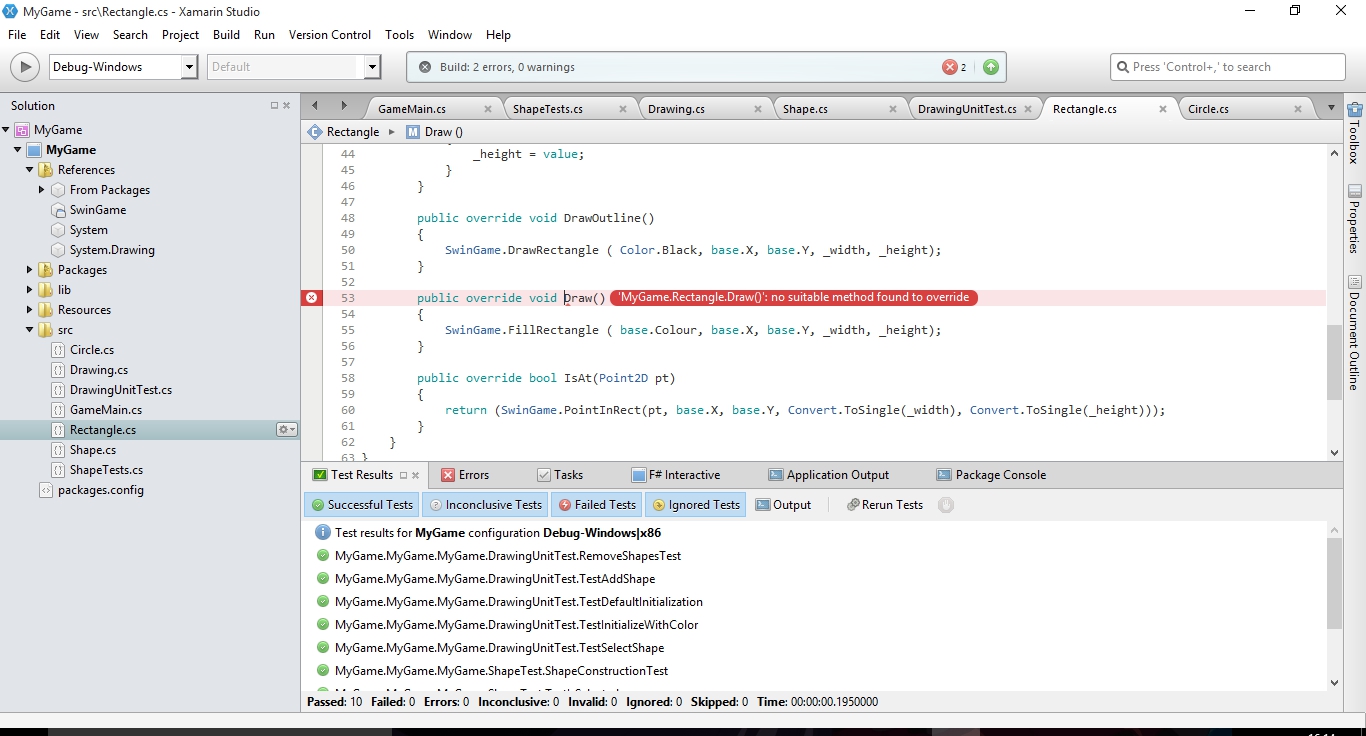 MyGame - src\Rectangle.cs - Xamarin Studio
File Edit View Search Project Build Run Version Control Tools Window Help
Debug-Windows Default Build: 2 errors, 0 warnings 2 Press 'Control+,' to search
Solution
GameMain.cs ShapeTests.cs Drawing.cs Shape.cs DrawingUnitTest.cs Rectangle.cs Circle.cs
Rectangle Draw ()
MyGame
MyGame
References
From Packages
SwinGame
System
System.Drawing
Packages
lib
Resources
src
Circle.cs
Drawing.cs
DrawingUnitTest.cs
GameMain.cs
Rectangle.cs
Shape.cs
ShapeTests.cs
packages.config
44 _height = value;
45 }
46 }
47
48 public override void DrawOutline()
49 {
50 SwinGame.DrawRectangle ( Color.Black, base.X, base.Y, _width, _height);
51 }
52
53 public override void Draw() 'MyGame.Rectangle.Draw()': no suitable method found to override
54 {
55 SwinGame.FillRectangle ( base.Colour, base.X, base.Y, _width, _height);
56 }
57
58 public override bool IsAt(Point2D pt)
59 {
60 return (SwinGame.PointInRect(pt, base.X, base.Y, Convert.ToSingle(_width), Convert.ToSingle(_height)));
61 }
62 }
63 }
Toolbox
Properties
Document Outline
Test Results Errors Tasks F# Interactive Application Output Package Console
Successful Tests Inconclusive Tests Failed Tests Ignored Tests Output Rerun Tests
Test results for MyGame configuration Debug-Windows|x86
MyGame.MyGame.MyGame.DrawingUnitTest.RemoveShapesTest
MyGame.MyGame.MyGame.DrawingUnitTest.TestAddShape
MyGame.MyGame.MyGame.DrawingUnitTest.TestDefaultInitialization
MyGame.MyGame.MyGame.DrawingUnitTest.TestInitializeWithColor
MyGame.MyGame.MyGame.DrawingUnitTest.TestSelectShape
MyGame.MyGame.MyGame.ShapeTest.ShapeConstructionTest
Passed: 10 Failed: 0 Errors: 0 Inconclusive: 0 Invalid: 0 Ignored: 0 Skipped: 0 Time: 00:00:00.1950000